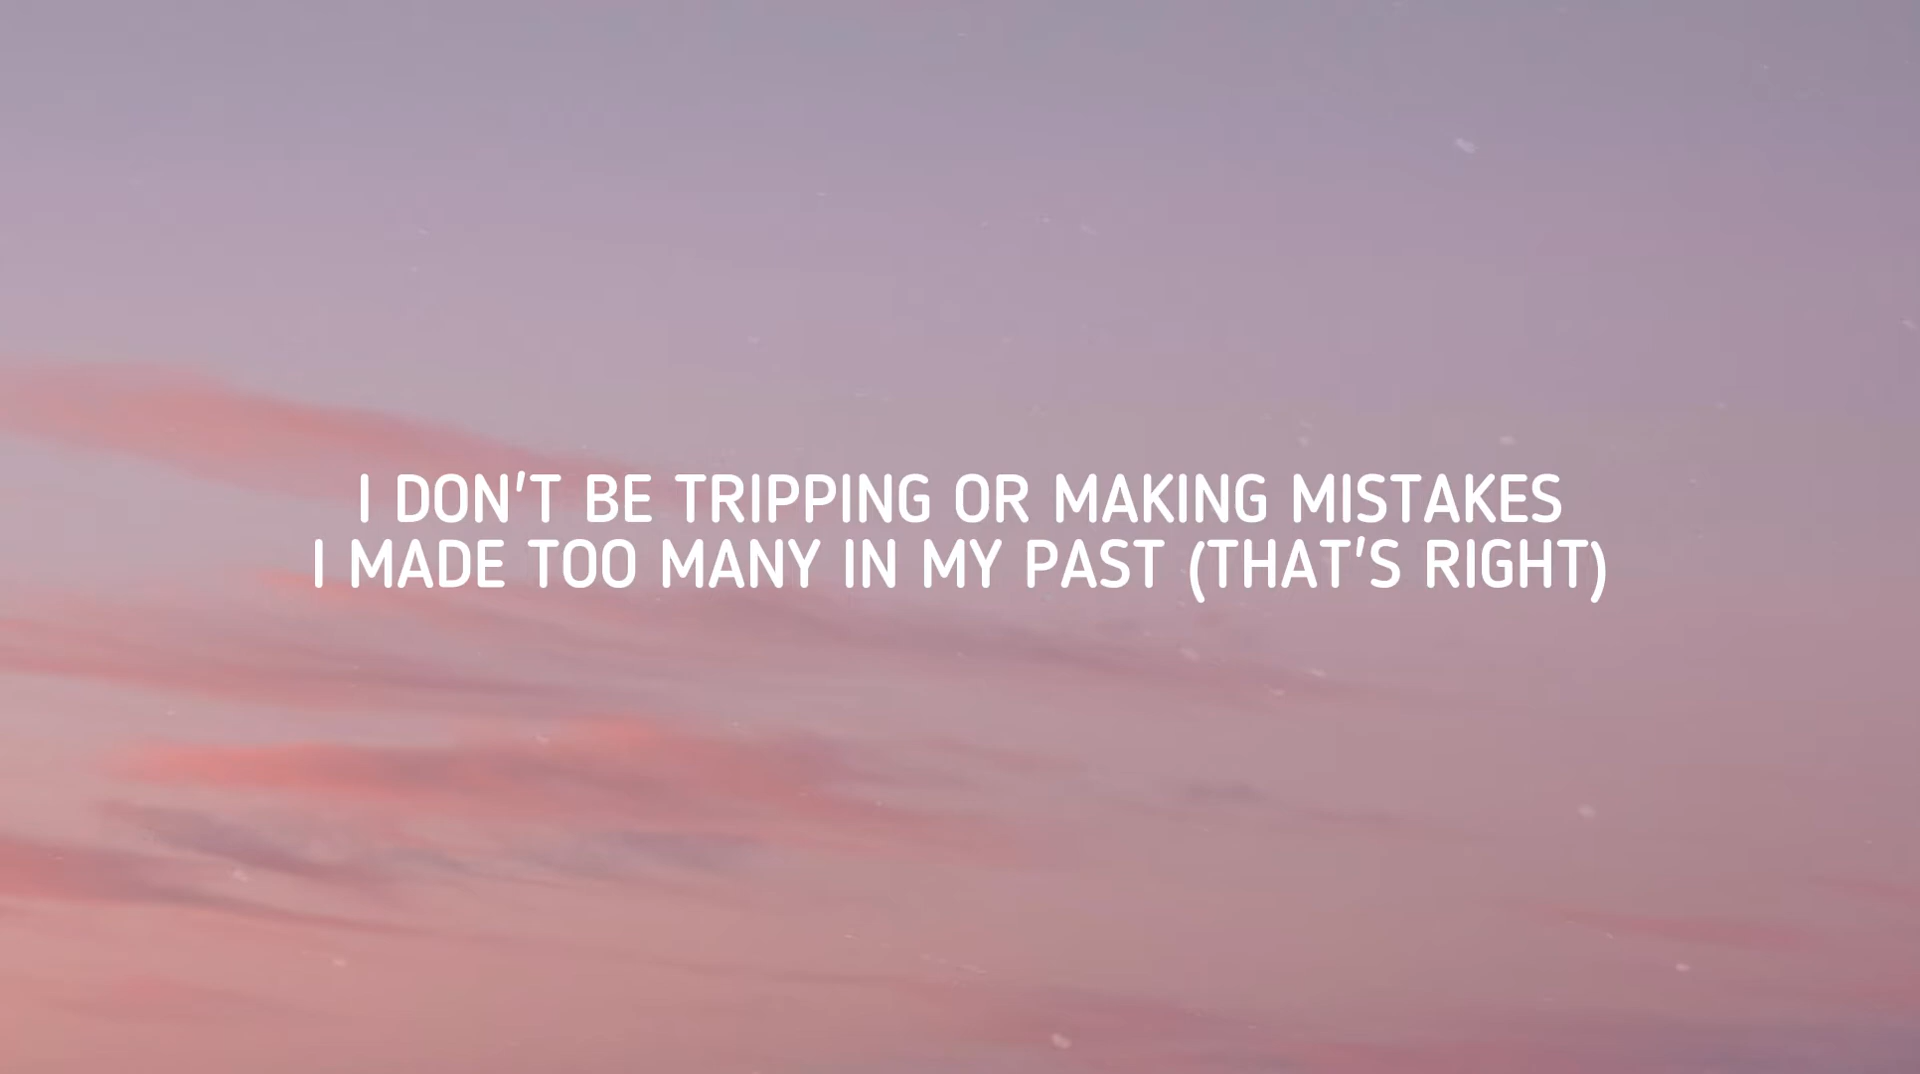 I DON'T BE TRIPPING OR MAKING MISTAKES
I MADE TOO MANY IN MY PAST (THAT'S RIGHT)